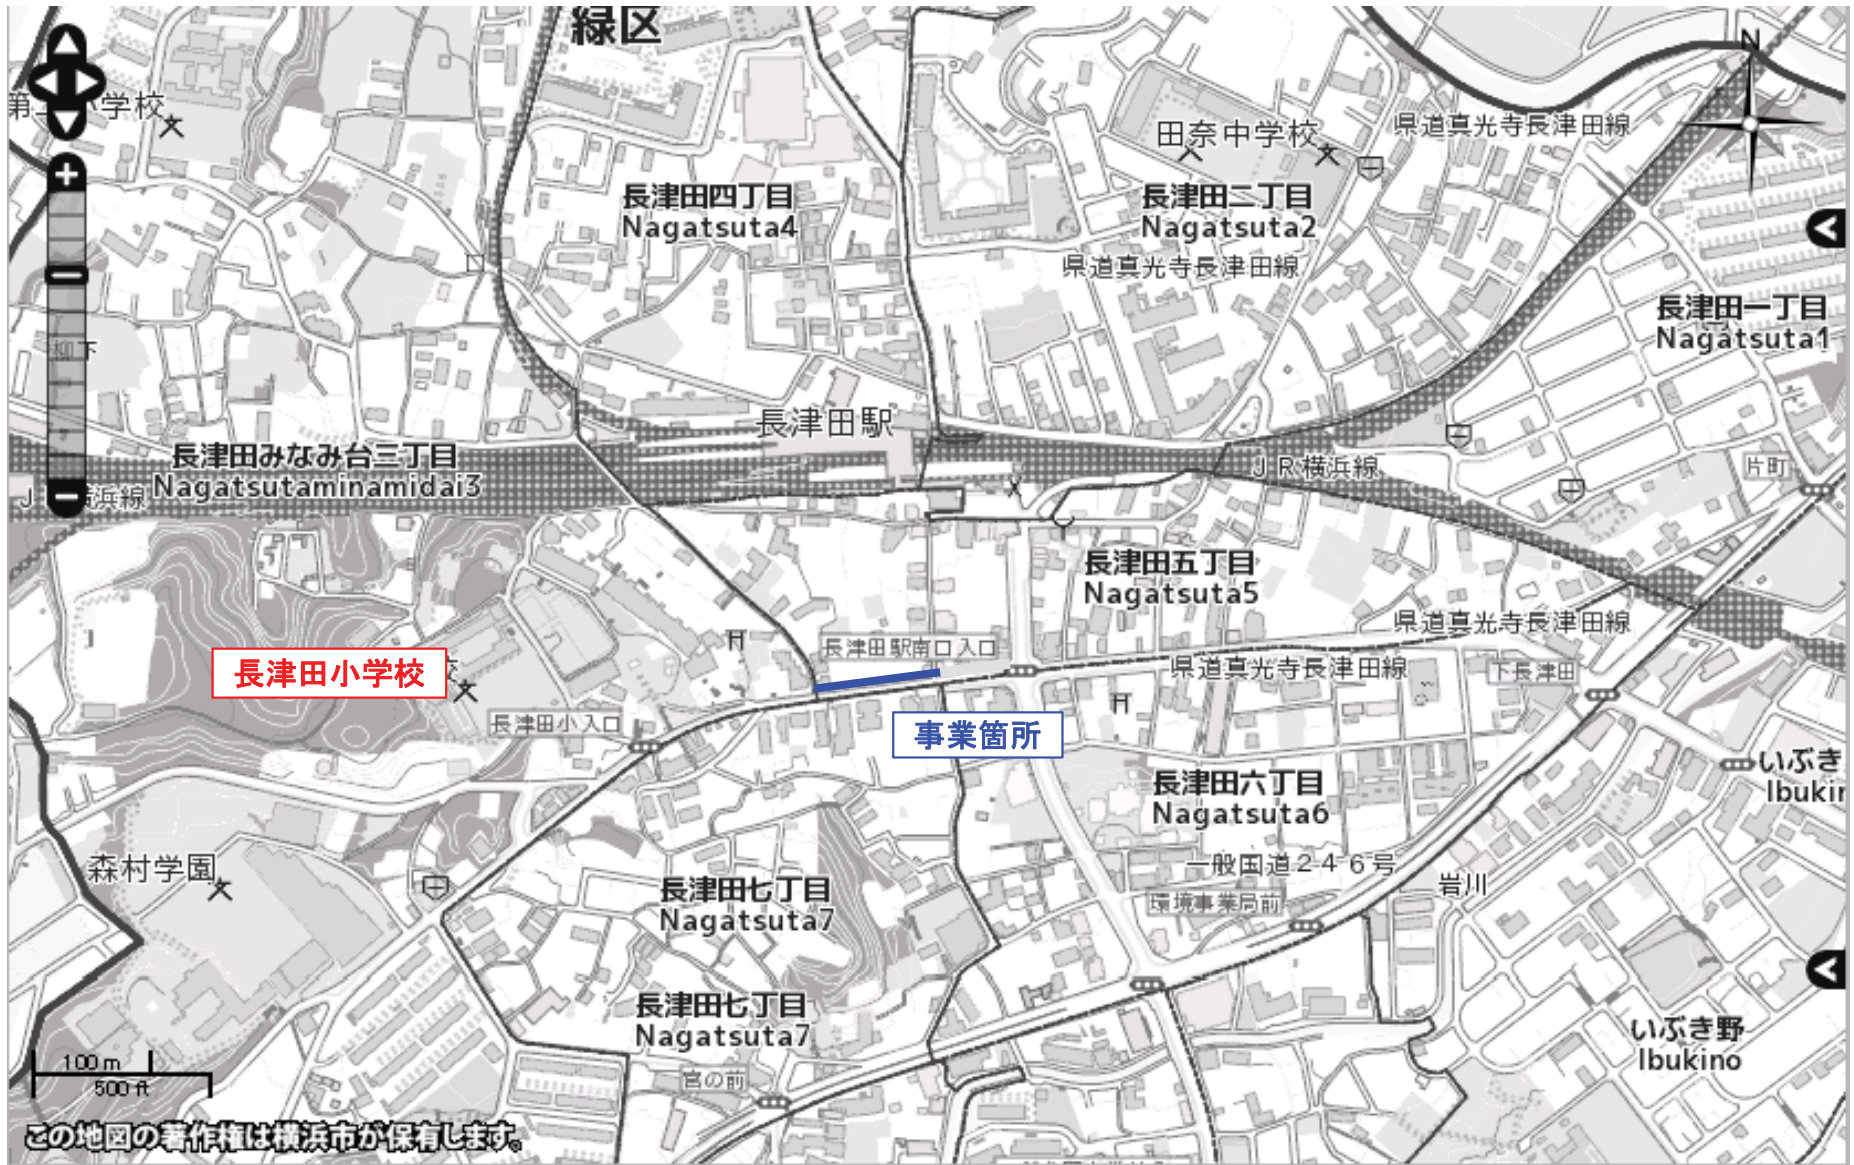 緑区
小学校
田奈中学校
県道真光寺長津田線
長津田四丁目
Nagatsuta4
長津田二丁目
Nagatsuta2
県道真光寺長津田線
長津田一丁目
Nagatsuta1
柳下
長津田駅
長津田みなみ台三丁目
Nagatsutaminamidai3
横浜線
JR横浜線
片町
長津田五丁目
Nagatsuta5
県道真光寺長津田線
長津田駅南口入口
長津田小学校
県道真光寺長津田線
下長津田
長津田小入口
事業箇所
いぶき
長津田六丁目
Nagatsuta6
一般国道246号
岩川
森村学園
長津田七丁目
Nagatsuta7
環境事業局前
長津田七丁目
Nagatsuta7
いぶき野
Ibukino
宮の前
100 m
500 ft
この地図の著作権は横浜市が保有します。
N